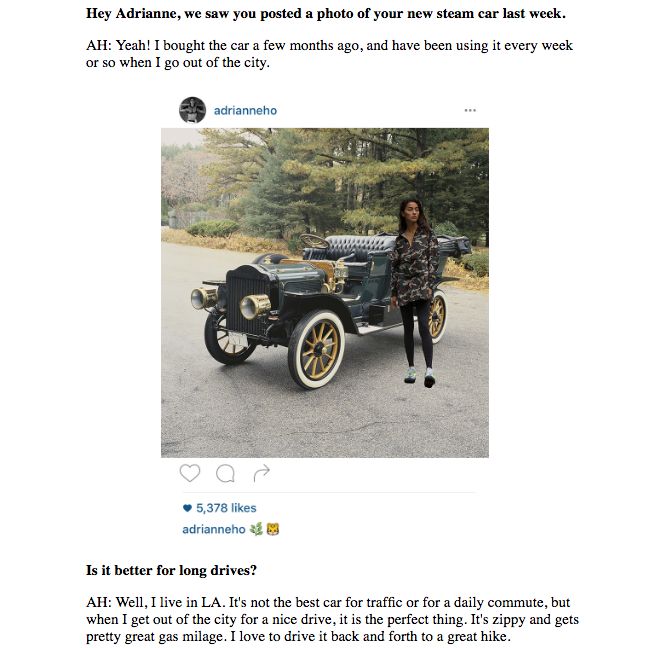 Hey Adrianne, we saw you posted a photo of your new steam car last week.
AH: Yeah! I bought the car a few months ago, and have been using it every week
or so when I go out of the city.
adrianneho
5,378 likes
adrianneho 🌿 🐯
Is it better for long drives?
AH: Well, I live in LA. It's not the best car for traffic or for a daily commute, but
when I get out of the city for a nice drive, it is the perfect thing. It's zippy and gets
pretty great gas milage. I love to drive it back and forth to a great hike.